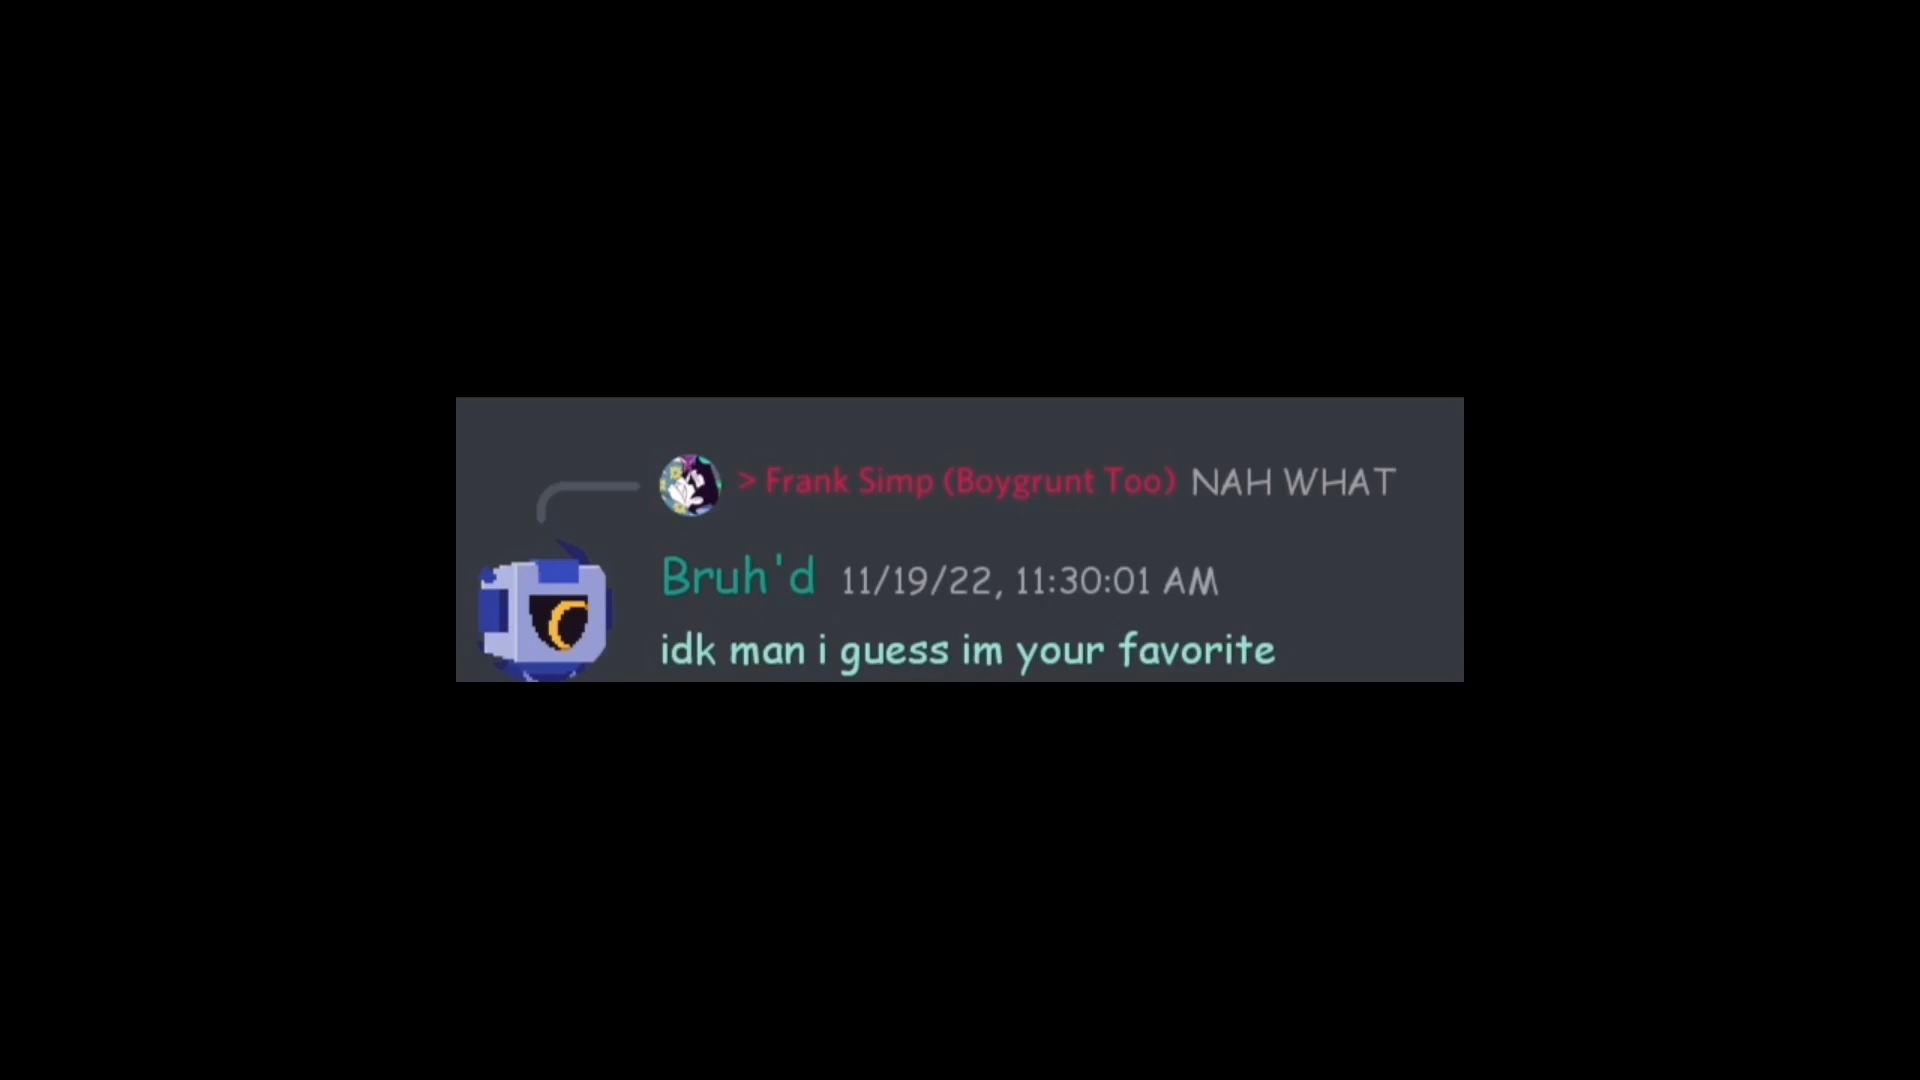 > Frank Simp (Boygrunt Too) NAH WHAT
Bruh'd 11/19/22, 11:30:01 AM
idk man i guess im your favorite